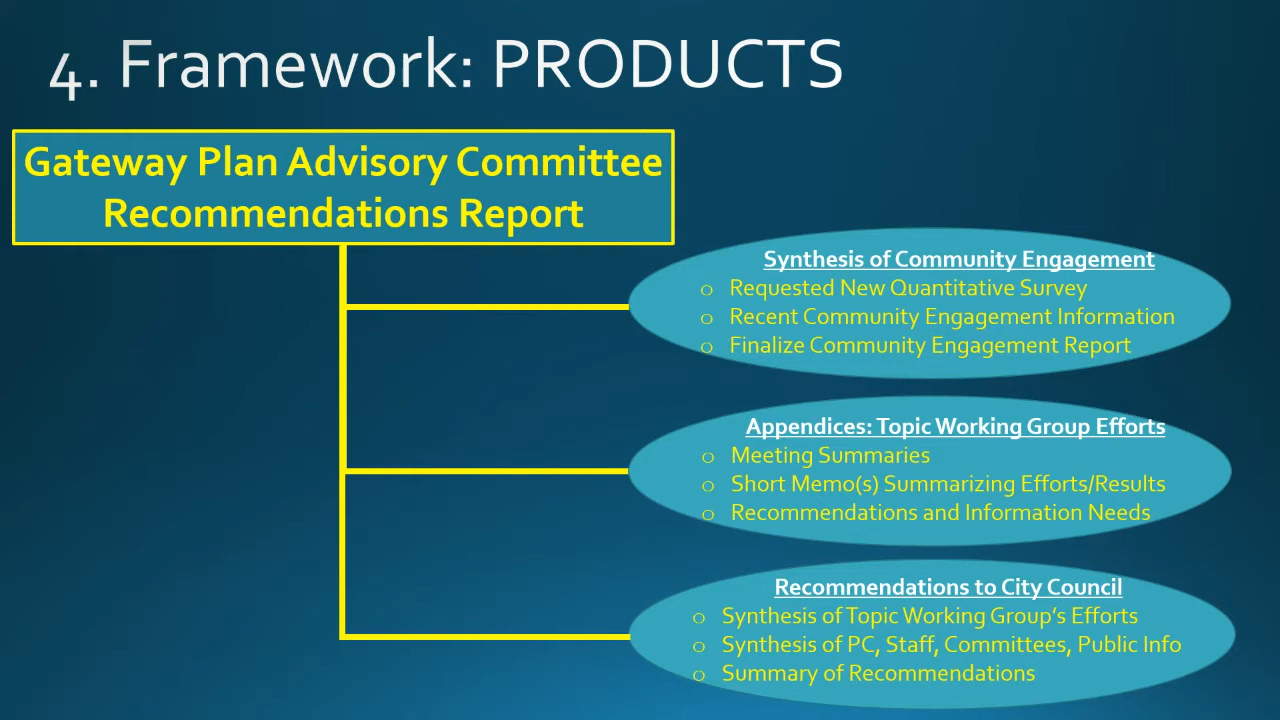 4. Framework: PRODUCTS
Gateway Plan Advisory Committee
Recommendations Report
Synthesis of Community Engagement
o Requested New Quantitative Survey
o Recent Community Engagement Information
o Finalize Community Engagement Report
Appendices: Topic Working Group Efforts
o Meeting Summaries
o Short Memo(s) Summarizing Efforts/Results
o Recommendations and Information Needs
Recommendations to City Council
o Synthesis of Topic Working Group’s Efforts
o Synthesis of PC, Staff, Committees, Public Info
o Summary of Recommendations